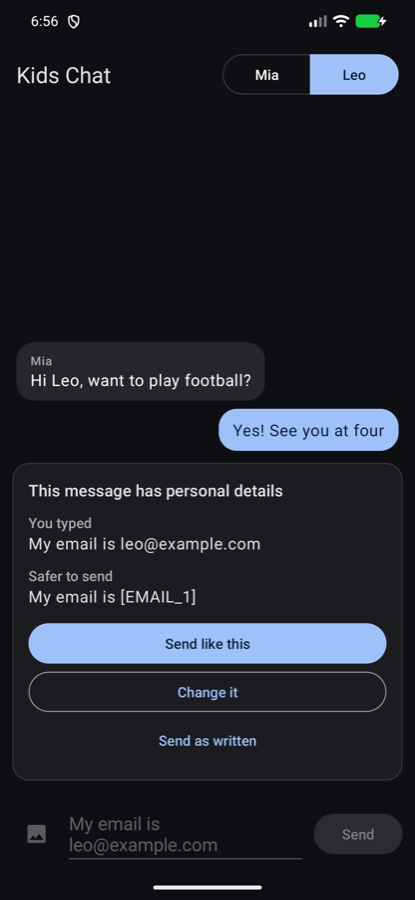 6:56
Kids Chat
Mia
Leo
Mia
Hi Leo, want to play football?
Yes! See you at four
This message has personal details
You typed
My email is leo@example.com
Safer to send
My email is [EMAIL_1]
Send like this
Change it
Send as written
My email is
leo@example.com
Send